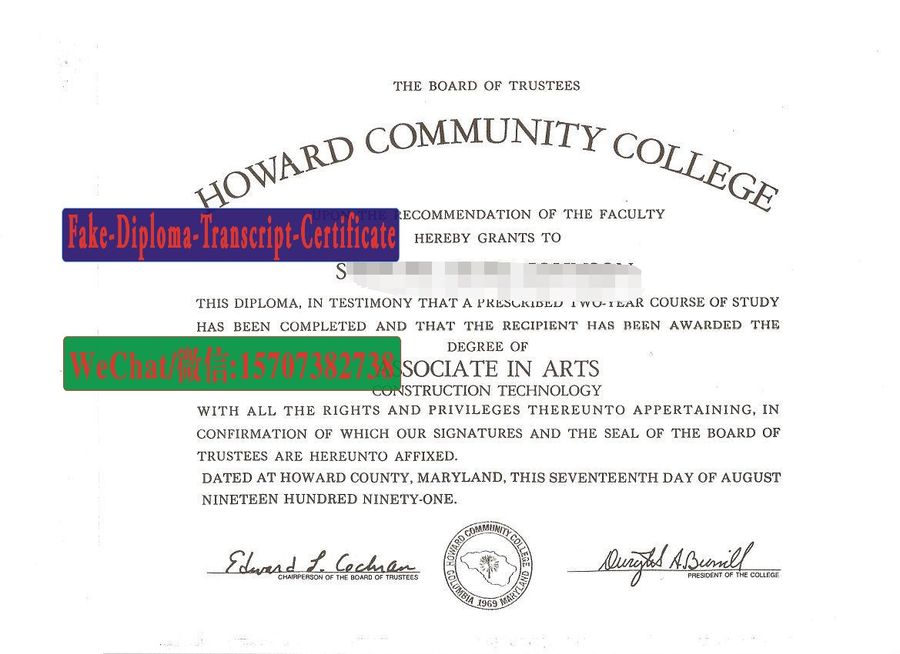 THE BOARD OF TRUSTEES
HOWARD COMMUNITY COLLEGE
UPON THE RECOMMENDATION OF THE FACULTY
Fake-Diploma-Transcript-Certificate
HEREBY GRANTS TO
S
THIS DIPLOMA, IN TESTIMONY THAT A PRESCRIBED TWO-YEAR COURSE OF STUDY
HAS BEEN COMPLETED AND THAT THE RECIPIENT HAS BEEN AWARDED THE
DEGREE OF
WeChat/微信:15707382738
ASSOCIATE IN ARTS
CONSTRUCTION TECHNOLOGY
WITH ALL THE RIGHTS AND PRIVILEGES THEREUNTO APPERTAINING, IN
CONFIRMATION OF WHICH OUR SIGNATURES AND THE SEAL OF THE BOARD OF
TRUSTEES ARE HEREUNTO AFFIXED.
DATED AT HOWARD COUNTY, MARYLAND, THIS SEVENTEENTH DAY OF AUGUST
NINETEEN HUNDRED NINETY-ONE.
Edward L. Cochran
CHAIRPERSON OF THE BOARD OF TRUSTEES
HOWARD COMMUNITY COLLEGE
COLUMBIA 1969 MARYLAND
A. Burrill
PRESIDENT OF THE COLLEGE